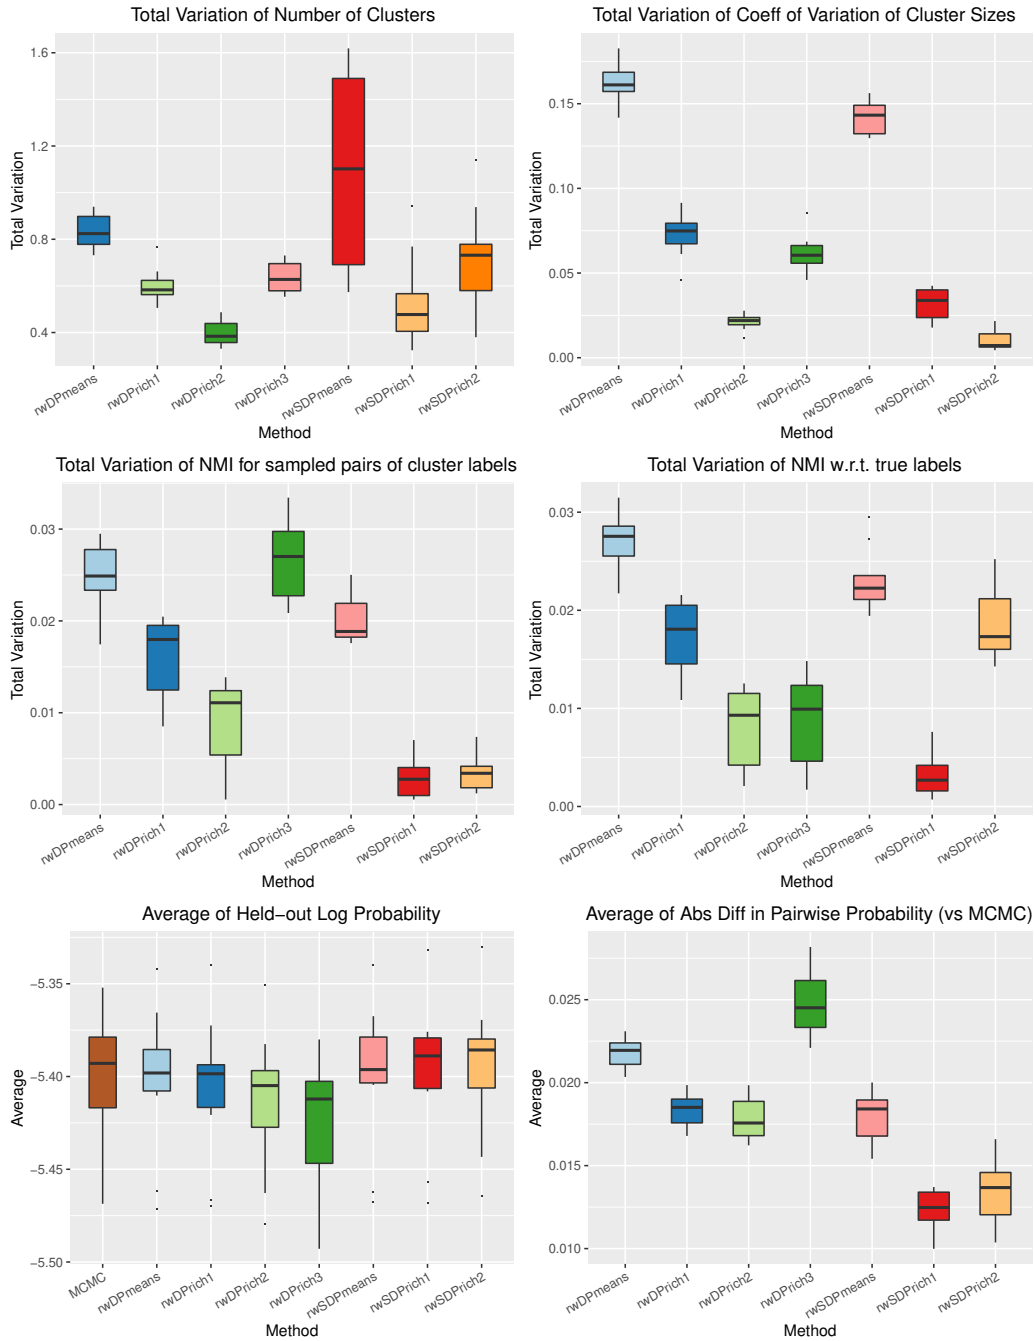 Total Variation of Number of Clusters
Total Variation
1.6
1.2
0.8
0.4
rwDPmeans
rwDPrich1
rwDPrich2
rwDPrich3
rwSDPmeans
rwSDPrich1
rwSDPrich2
Method
Total Variation of Coeff of Variation of Cluster Sizes
Total Variation
0.15
0.10
0.05
0.00
rwDPmeans
rwDPrich1
rwDPrich2
rwDPrich3
rwSDPmeans
rwSDPrich1
rwSDPrich2
Method
Total Variation of NMI for sampled pairs of cluster labels
Total Variation
0.03
0.02
0.01
0.00
rwDPmeans
rwDPrich1
rwDPrich2
rwDPrich3
rwSDPmeans
rwSDPrich1
rwSDPrich2
Method
Total Variation of NMI w.r.t. true labels
Total Variation
0.03
0.02
0.01
0.00
rwDPmeans
rwDPrich1
rwDPrich2
rwDPrich3
rwSDPmeans
rwSDPrich1
rwSDPrich2
Method
Average of Held−out Log Probability
Average
−5.35
−5.40
−5.45
−5.50
MCMC
rwDPmeans
rwDPrich1
rwDPrich2
rwDPrich3
rwSDPmeans
rwSDPrich1
rwSDPrich2
Method
Average of Abs Diff in Pairwise Probability (vs MCMC)
Average
0.025
0.020
0.015
0.010
rwDPmeans
rwDPrich1
rwDPrich2
rwDPrich3
rwSDPmeans
rwSDPrich1
rwSDPrich2
Method